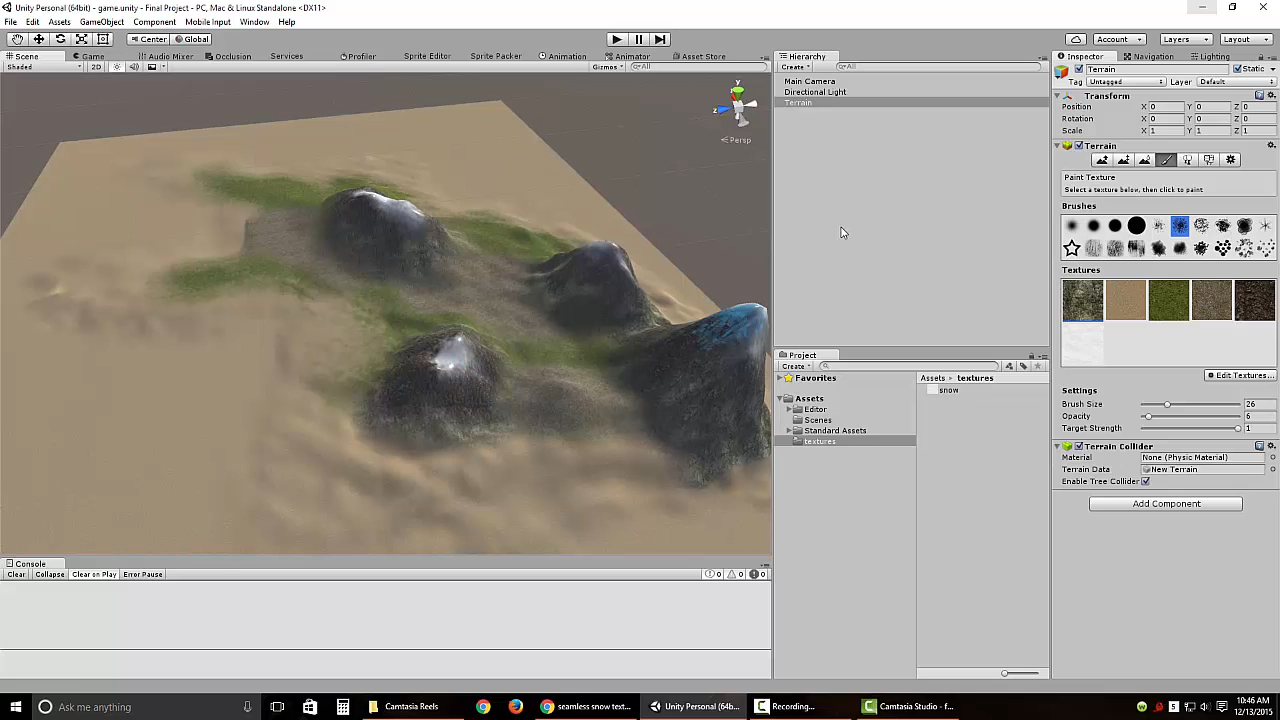 Unity Personal (64bit) - game.unity - Final Project - PC, Mac & Linux Standalone <DX11>
File Edit Assets GameObject Component Mobile Input Window Help
Center Global Account Layers Layout
Scene Game Audio Mixer Occlusion Services Profiler Sprite Editor Sprite Packer Animation Animator Asset Store
Shaded 2D Gizmos All
y
z
Persp
Hierarchy
Create All
Main Camera
Directional Light
Terrain
Project
Create
Favorites
Assets
Editor
Scenes
Standard Assets
textures
Assets textures
snow
Inspector Navigation Lighting
Terrain Static
Tag Untagged Layer Default
Transform
Position X 0 Y 0 Z 0
Rotation X 0 Y 0 Z 0
Scale X 1 Y 1 Z 1
Terrain
Paint Texture
Select a texture below, then click to paint
Brushes
Textures
Edit Textures...
Settings
Brush Size 26
Opacity 6
Target Strength 1
Terrain Collider
Material None (Physic Material)
Terrain Data New Terrain
Enable Tree Collider
Add Component
Console
Clear Collapse Clear on Play Error Pause 0 0 0
Ask me anything
Camtasia Reels
seamless snow text...
Unity Personal (64b...
Recording...
Camtasia Studio - f...
10:46 AM
12/13/2015